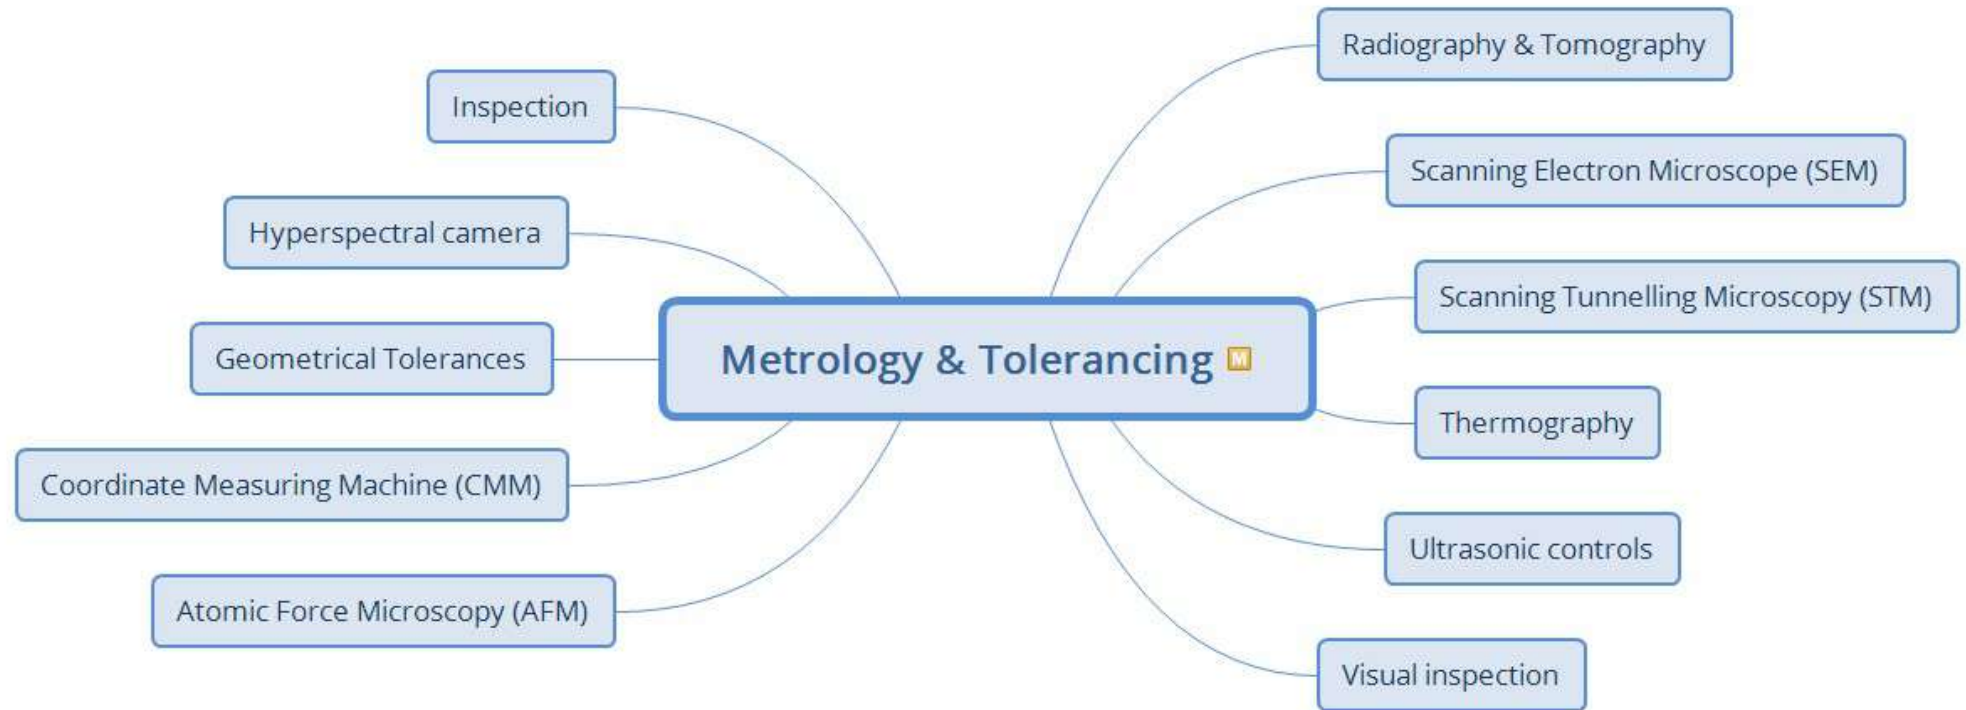 Inspection
Hyperspectral camera
Geometrical Tolerances
Coordinate Measuring Machine (CMM)
Atomic Force Microscopy (AFM)
Metrology & Tolerancing M
Radiography & Tomography
Scanning Electron Microscope (SEM)
Scanning Tunnelling Microscopy (STM)
Thermography
Ultrasonic controls
Visual inspection